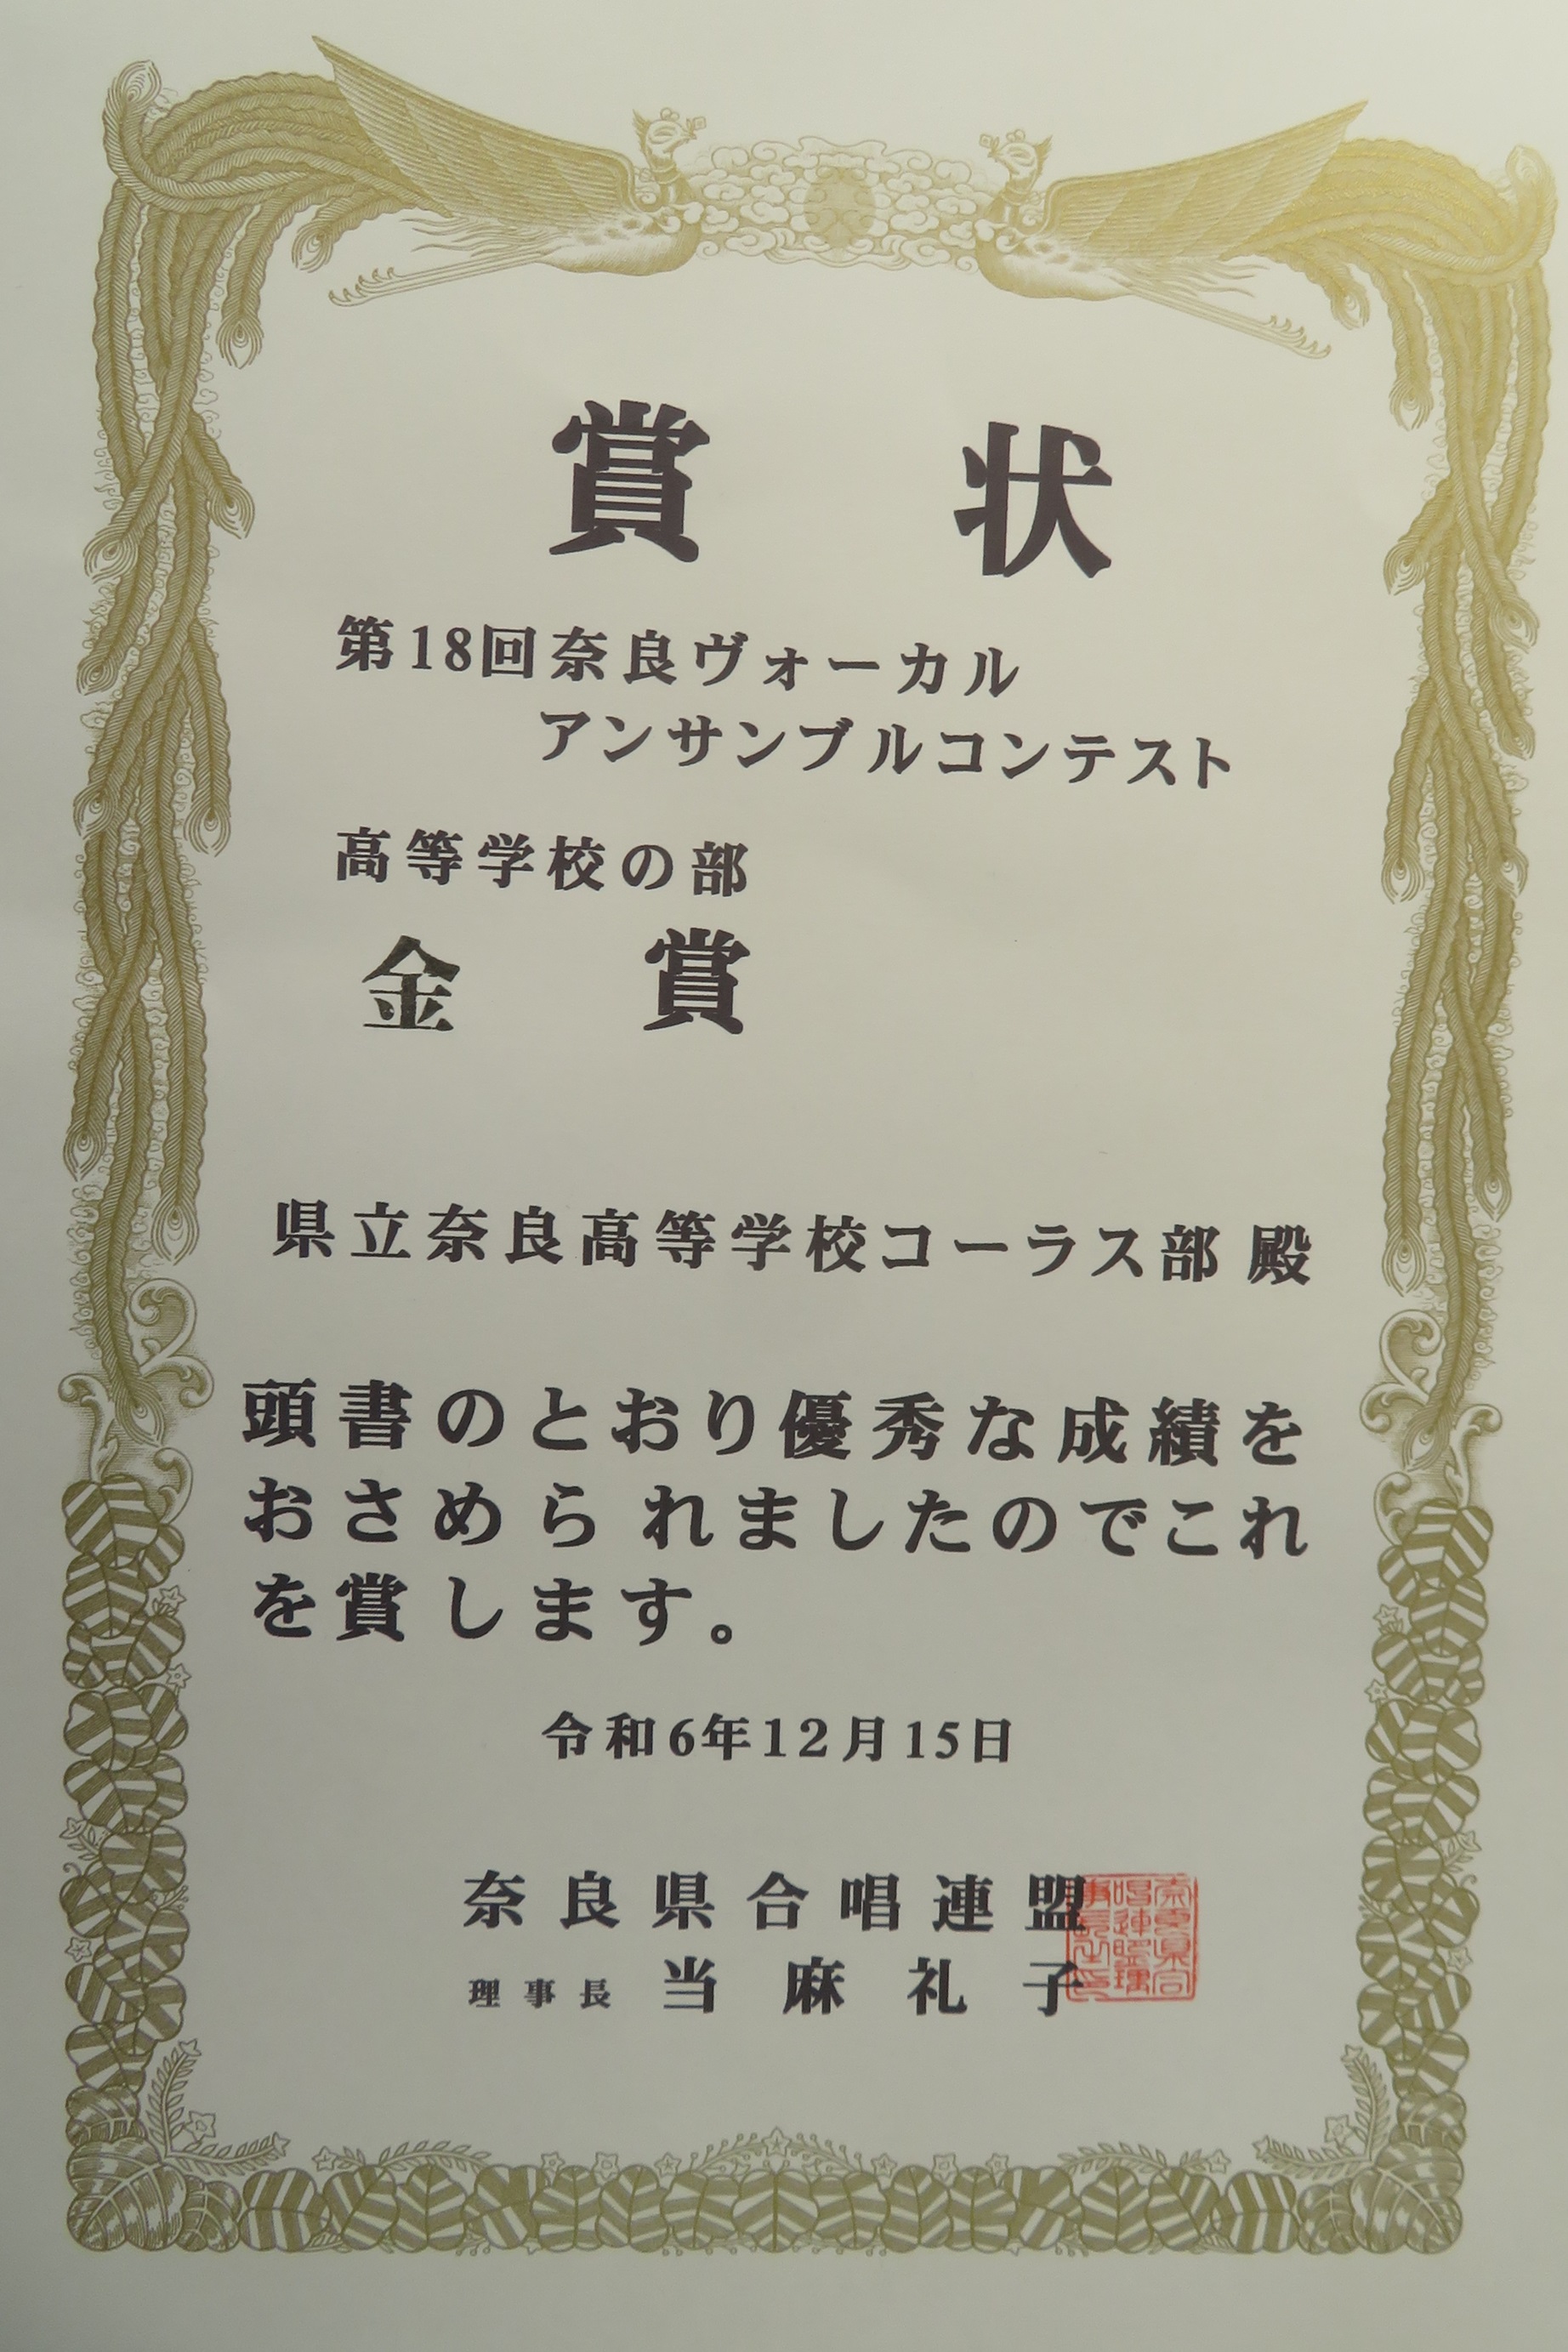 賞状
第18回奈良ヴォーカル
アンサンブルコンテスト
高等学校の部
金賞
県立奈良高等学校コーラス部 殿
頭書のとおり優秀な成績を
おさめられましたのでこれ
を賞します。
令和6年12月15日
奈良県合唱連盟
理事長 当麻礼子